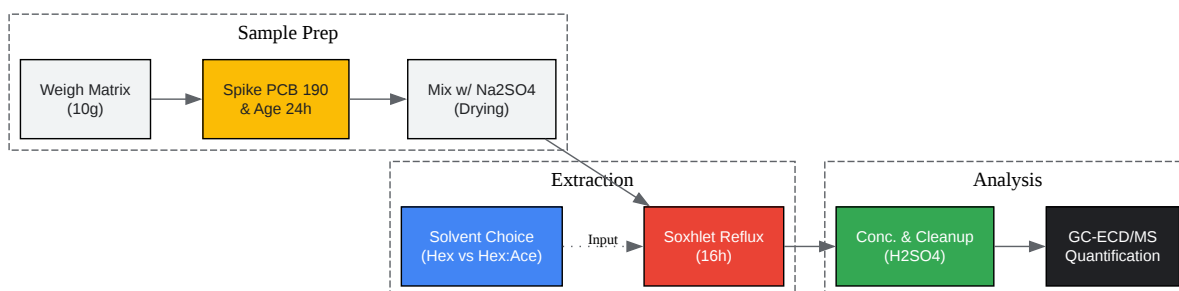 Sample Prep
Weigh Matrix
(10g)
Spike PCB 190
& Age 24h
Mix w/ Na2SO4
(Drying)
Extraction
Solvent Choice
(Hex vs Hex:Ace)
Input
Soxhlet Reflux
(16h)
Analysis
Conc. & Cleanup
(H2SO4)
GC-ECD/MS
Quantification